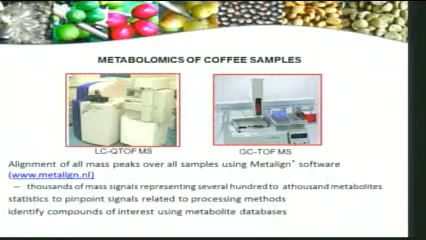 METABOLOMICS OF COFFEE SAMPLES
LC-QTOF MS
GC-TOF MS
Alignment of all mass peaks over all samples using Metalign" software
(www.metalign.nl)
– thousands of mass signals representing several hundred to athousand metabolites
statistics to pinpoint signals related to processing methods
identify compounds of interest using metabolite databases